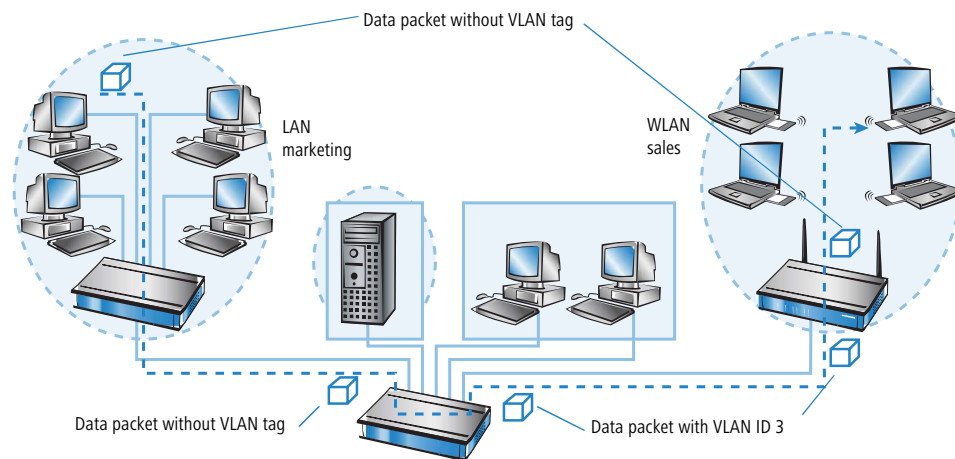 Data packet without VLAN tag
LAN
marketing
WLAN
sales
Data packet without VLAN tag
Data packet with VLAN ID 3